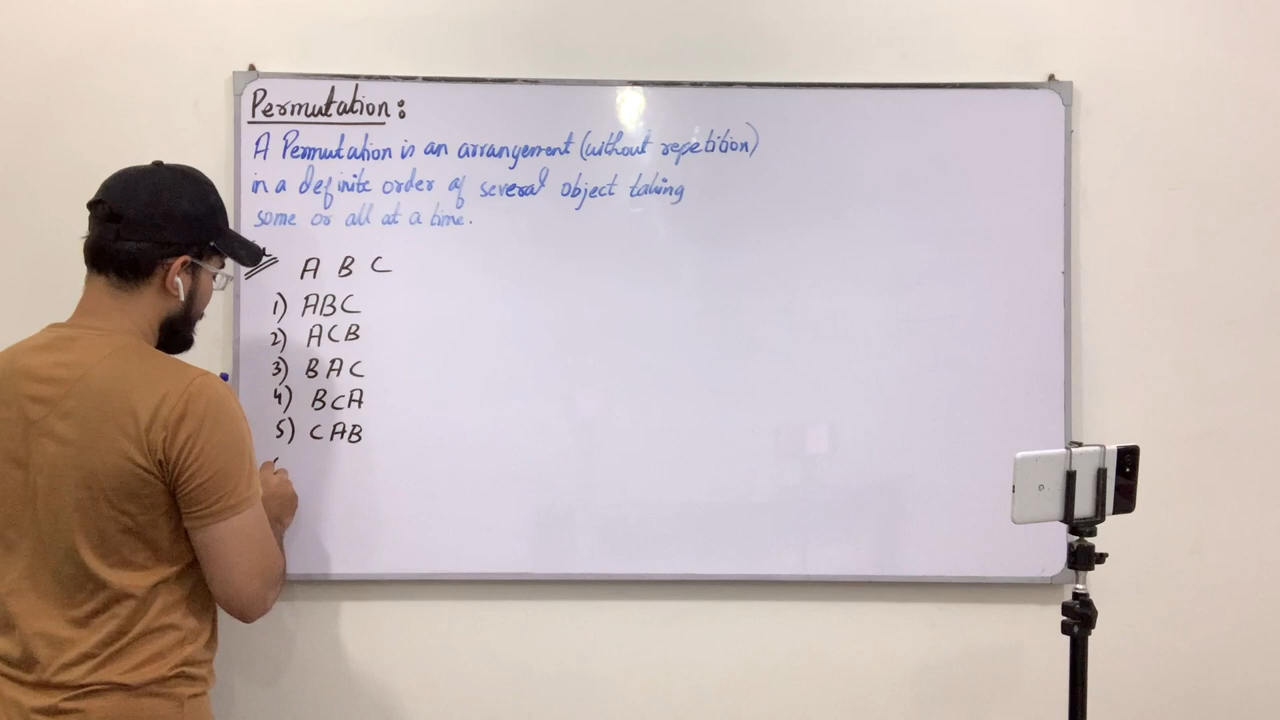 Permutation:
A Permutation is an arrangement (without repetition)
in a definite order of several object taking
some or all at a time.
A B C
1) ABC
2) ACB
3) BAC
4) BCA
5) CAB